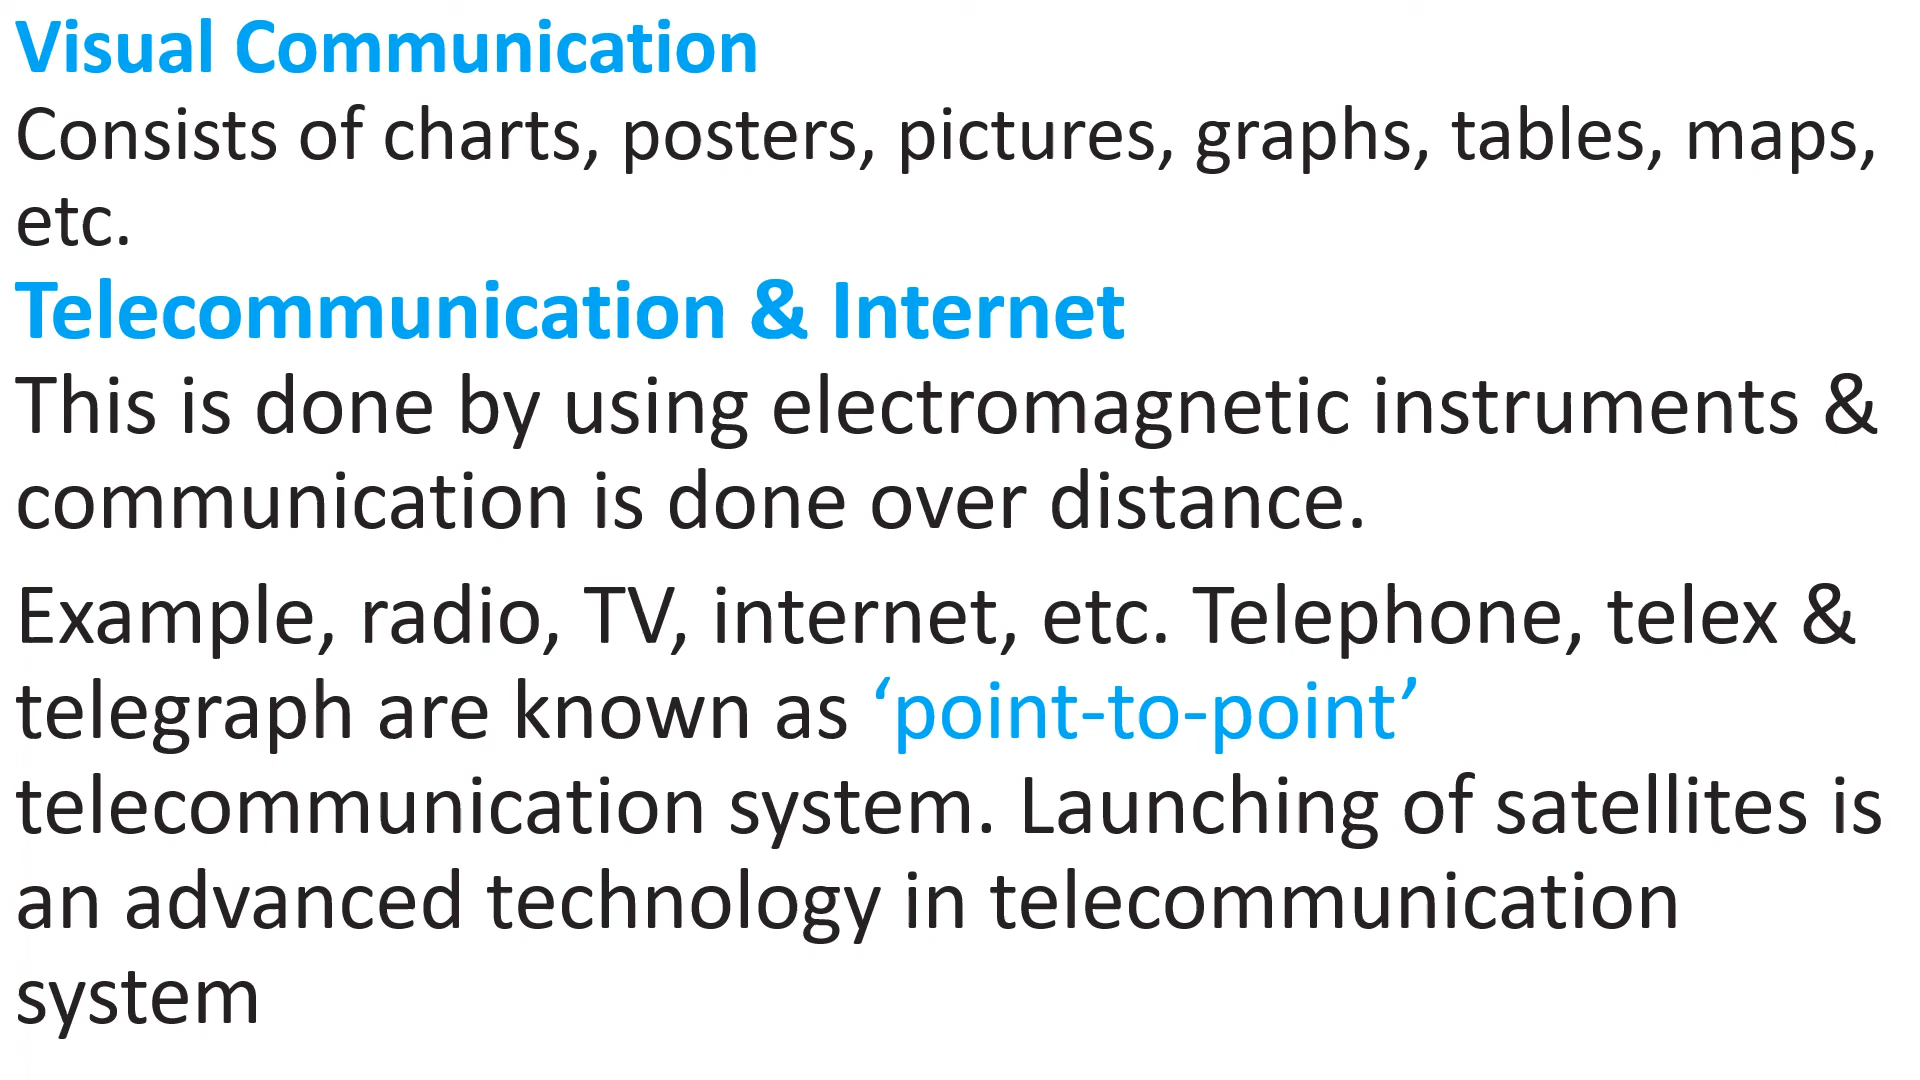 Visual Communication
Consists of charts, posters, pictures, graphs, tables, maps,
etc.
Telecommunication & Internet
This is done by using electromagnetic instruments &
communication is done over distance.
Example, radio, TV, internet, etc. Telephone, telex &
telegraph are known as ‘point-to-point’
telecommunication system. Launching of satellites is
an advanced technology in telecommunication
system